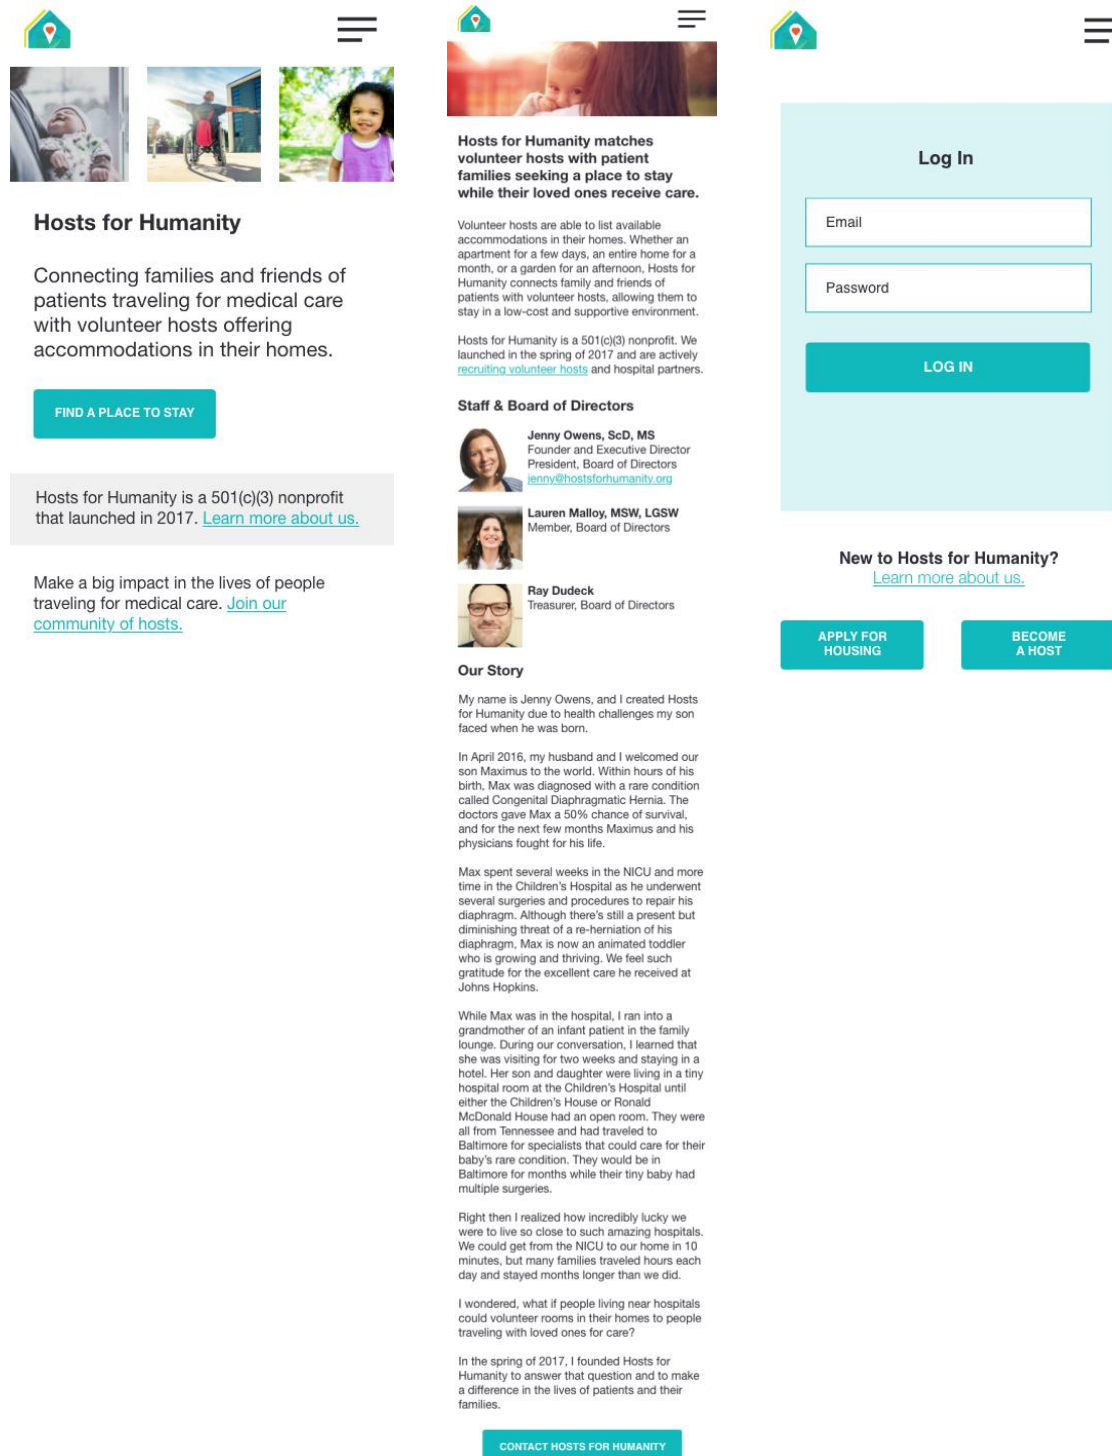 Hosts for Humanity
Connecting families and friends of
patients traveling for medical care
with volunteer hosts offering
accommodations in their homes.
FIND A PLACE TO STAY
Hosts for Humanity is a 501(c)(3) nonprofit
that launched in 2017. Learn more about us.
Make a big impact in the lives of people
traveling for medical care. Join our
community of hosts.
Hosts for Humanity matches
volunteer hosts with patient
families seeking a place to stay
while their loved ones receive care.
Volunteer hosts are able to list available
accommodations in their homes. Whether an
apartment for a few days, an entire home for a
month, or a garden for an afternoon, Hosts for
Humanity connects family and friends of
patients with volunteer hosts, allowing them to
stay in a low-cost and supportive environment.
Hosts for Humanity is a 501(c)(3) nonprofit. We
launched in the spring of 2017 and are actively
recruiting volunteer hosts and hospital partners.
Staff & Board of Directors
Jenny Owens, ScD, MS
Founder and Executive Director
President, Board of Directors
jenny@hostsforhumanity.org
Lauren Malloy, MSW, LGSW
Member, Board of Directors
Ray Dudeck
Treasurer, Board of Directors
Our Story
My name is Jenny Owens, and I created Hosts
for Humanity due to health challenges my son
faced when he was born.
In April 2016, my husband and I welcomed our
son Maximus to the world. Within hours of his
birth, Max was diagnosed with a rare condition
called Congenital Diaphragmatic Hernia. The
doctors gave Max a 50% chance of survival,
and for the next few months Maximus and his
physicians fought for his life.
Max spent several weeks in the NICU and more
time in the Children's Hospital as he underwent
several surgeries and procedures to repair his
diaphragm. Although there's still a present but
diminishing threat of a re-herniation of his
diaphragm, Max is now an animated toddler
who is growing and thriving. We feel such
gratitude for the excellent care he received at
Johns Hopkins.
While Max was in the hospital, I ran into a
grandmother of an infant patient in the family
lounge. During our conversation, I learned that
she was visiting for two weeks and staying in a
hotel. Her son and daughter were living in a tiny
hospital room at the Children's Hospital until
either the Children's House or Ronald
McDonald House had an open room. They were
all from Tennessee and had traveled to
Baltimore for specialists that could care for their
baby's rare condition. They would be in
Baltimore for months while their tiny baby had
multiple surgeries.
Right then I realized how incredibly lucky we
were to live so close to such amazing hospitals.
We could get from the NICU to our home in 10
minutes, but many families traveled hours each
day and stayed months longer than we did.
I wondered, what if people living near hospitals
could volunteer rooms in their homes to people
traveling with loved ones for care?
In the spring of 2017, I founded Hosts for
Humanity to answer that question and to make
a difference in the lives of patients and their
families.
CONTACT HOSTS FOR HUMANITY
Log In
Email
Password
LOG IN
New to Hosts for Humanity?
Learn more about us.
APPLY FOR
HOUSING
BECOME
A HOST